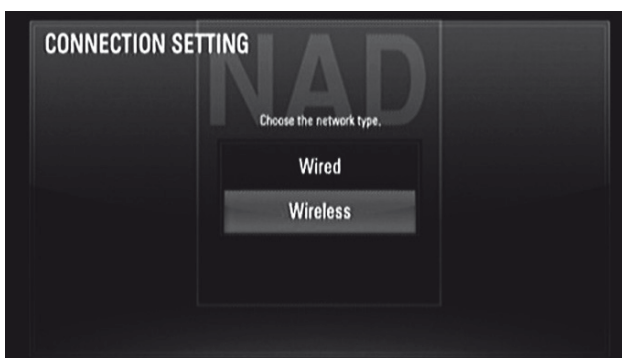 CONNECTION SETTING
NAD
Choose the network type.
Wired
Wireless